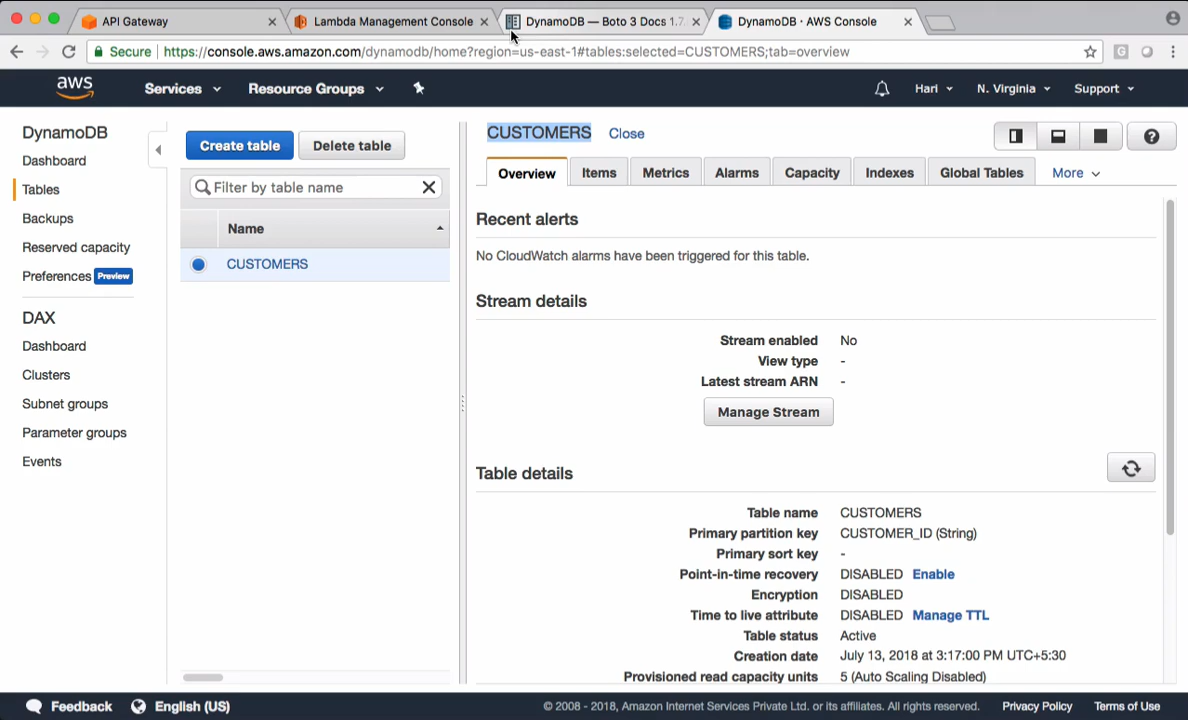 API Gateway
Lambda Management Console
DynamoDB — Boto 3 Docs 1.7.
DynamoDB · AWS Console
Secure
https://console.aws.amazon.com/dynamodb/home?region=us-east-1#tables:selected=CUSTOMERS;tab=overview
aws
Services
Resource Groups
Hari
N. Virginia
Support
DynamoDB
Dashboard
Tables
Backups
Reserved capacity
Preferences Preview
DAX
Dashboard
Clusters
Subnet groups
Parameter groups
Events
Create table
Delete table
Filter by table name
Name
CUSTOMERS
CUSTOMERS Close
Overview
Items
Metrics
Alarms
Capacity
Indexes
Global Tables
More
Recent alerts
No CloudWatch alarms have been triggered for this table.
Stream details
Stream enabled No
View type -
Latest stream ARN -
Manage Stream
Table details
Table name CUSTOMERS
Primary partition key CUSTOMER_ID (String)
Primary sort key -
Point-in-time recovery DISABLED Enable
Encryption DISABLED
Time to live attribute DISABLED Manage TTL
Table status Active
Creation date July 13, 2018 at 3:17:00 PM UTC+5:30
Provisioned read capacity units 5 (Auto Scaling Disabled)
Feedback
English (US)
© 2008 - 2018, Amazon Internet Services Private Ltd. or its affiliates. All rights reserved.
Privacy Policy
Terms of Use